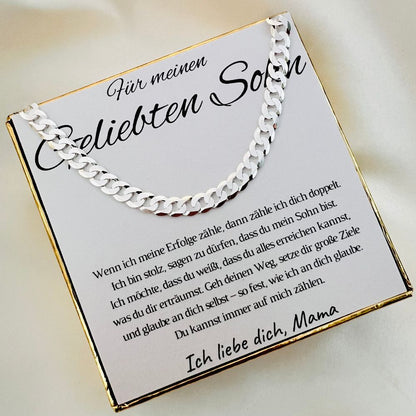 Für meinen
Geliebten Sohn
Wenn ich meine Erfolge zähle, dann zähle ich dich doppelt.
Ich bin stolz, sagen zu dürfen, dass du mein Sohn bist.
Ich möchte, dass du weißt, dass du alles erreichen kannst,
was du dir erträumst. Geh deinen Weg, setze dir große Ziele
und glaube an dich selbst – so fest, wie ich an dich glaube.
Du kannst immer auf mich zählen.
Ich liebe dich, Mama